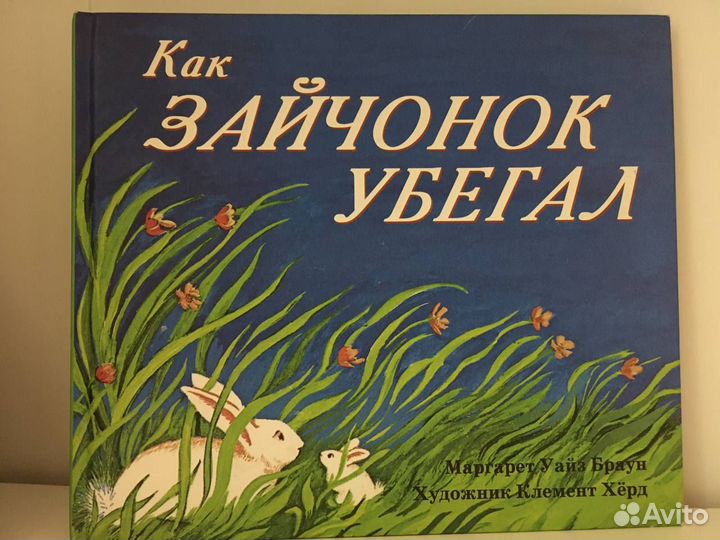 Как
ЗАЙЧОНОК
УБЕГАЛ
Маргарет Уайз Браун
Художник Клемент Хёрд
Avito